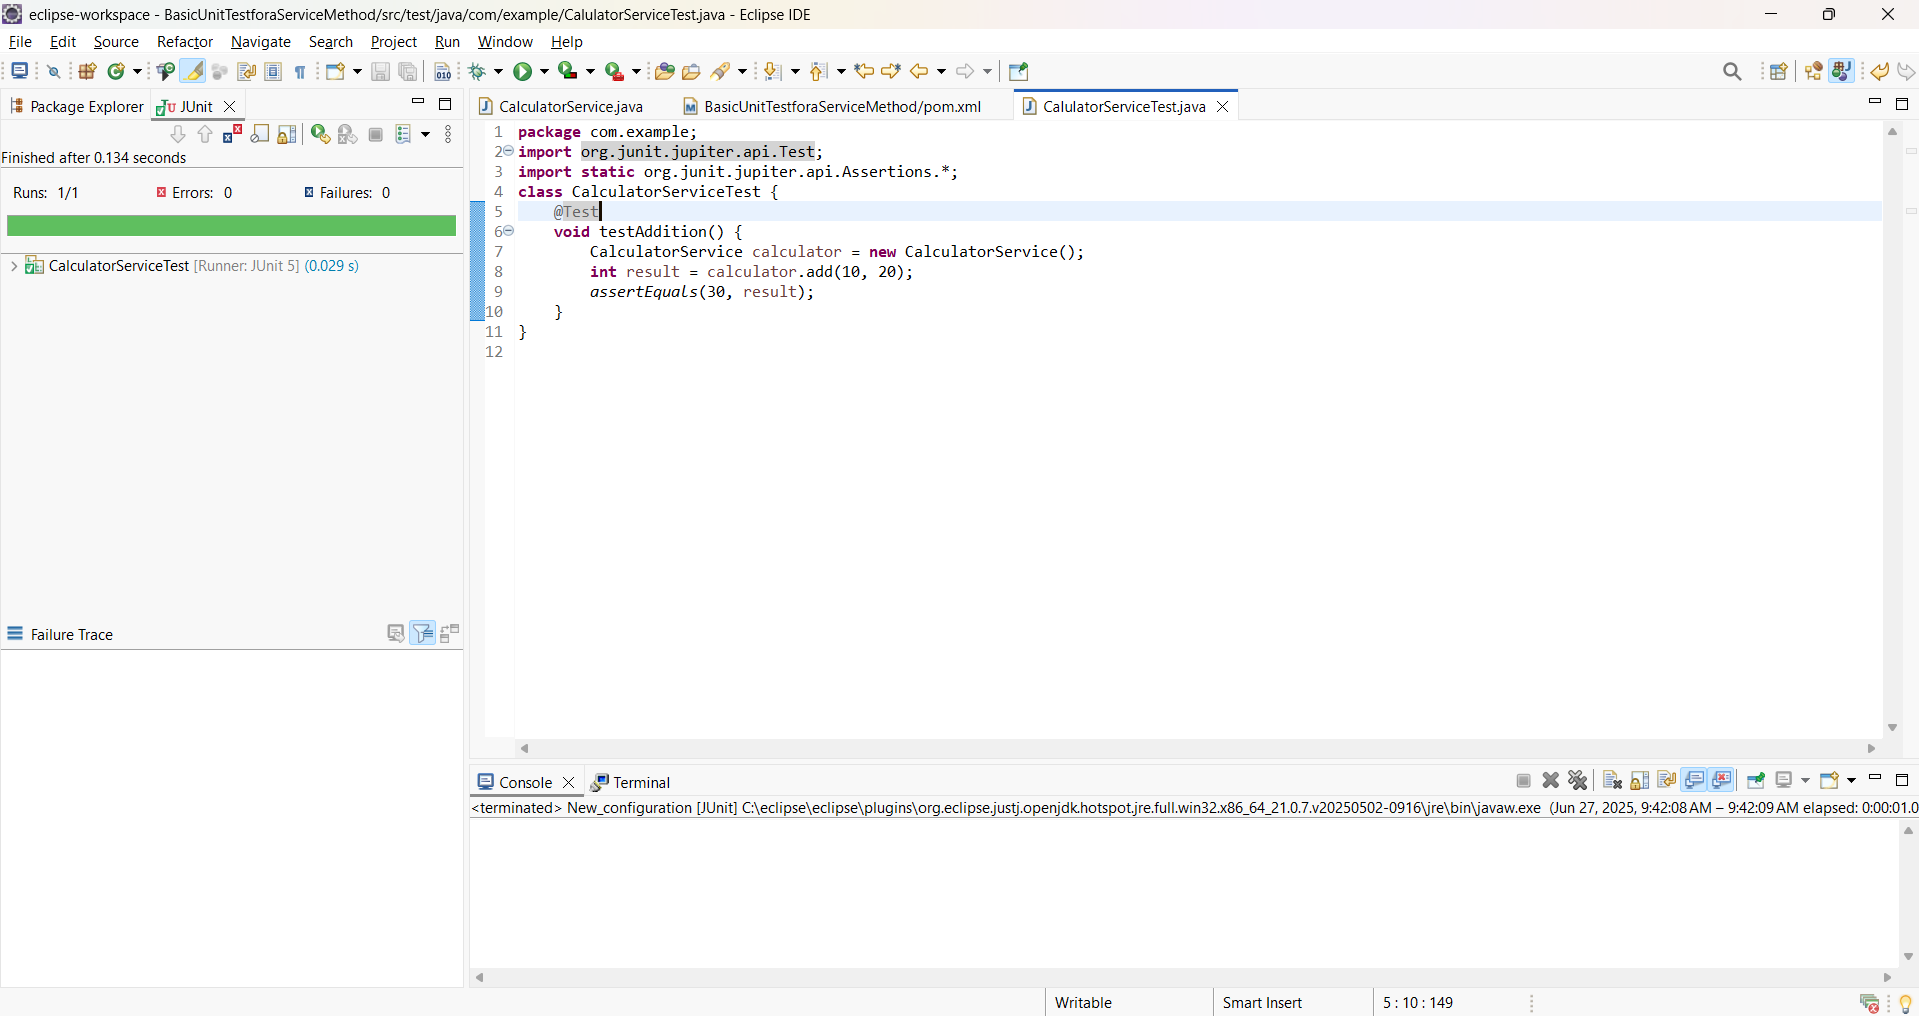 eclipse-workspace - BasicUnitTestforaServiceMethod/src/test/java/com/example/CalulatorServiceTest.java - Eclipse IDE
File Edit Source Refactor Navigate Search Project Run Window Help
Package Explorer JUnit
Finished after 0.134 seconds
Runs: 1/1 Errors: 0 Failures: 0
CalculatorServiceTest [Runner: JUnit 5] (0.029 s)
Failure Trace
CalculatorService.java BasicUnitTestforaServiceMethod/pom.xml CalulatorServiceTest.java
1 package com.example;
2 import org.junit.jupiter.api.Test;
3 import static org.junit.jupiter.api.Assertions.*;
4 class CalculatorServiceTest {
5 @Test
6 void testAddition() {
7 CalculatorService calculator = new CalculatorService();
8 int result = calculator.add(10, 20);
9 assertEquals(30, result);
10 }
11 }
12
Console Terminal
<terminated> New_configuration [JUnit] C:\eclipse\eclipse\plugins\org.eclipse.justj.openjdk.hotspot.jre.full.win32.x86_64_21.0.7.v20250502-0916\jre\bin\javaw.exe (Jun 27, 2025, 9:42:08 AM – 9:42:09 AM elapsed: 0:00:01.0
Writable Smart Insert 5 : 10 : 149